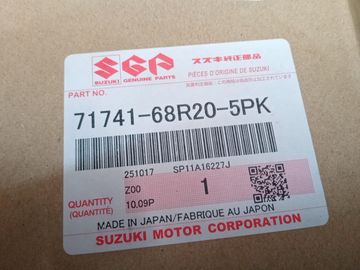 SGP
SUZUKI
GENUINE PARTS
スズキ純正部品
PIÈCES D'ORIGINE DE SUZUKI
PART NO.
71741-68R20-5PK
251017 SP11A16227J
Z00
1
10.09P
QUANTITY
(QUANTITÉ)
MADE IN JAPAN/FABRIQUE AU JAPON
SUZUKI MOTOR CORPORATION